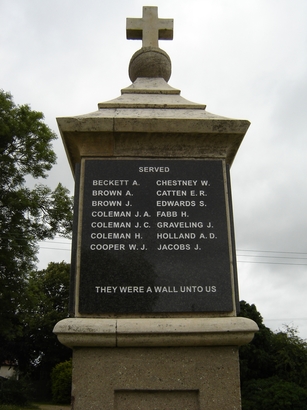 SERVED
BECKETT A. CHESTNEY W.
BROWN A. CATTEN E.R.
BROWN J. EDWARDS S.
COLEMAN J.A. FABB H.
COLEMAN J.C. GRAVELING J.
COLEMAN H. HOLLAND A.D.
COOPER W.J. JACOBS J.
THEY WERE A WALL UNTO US